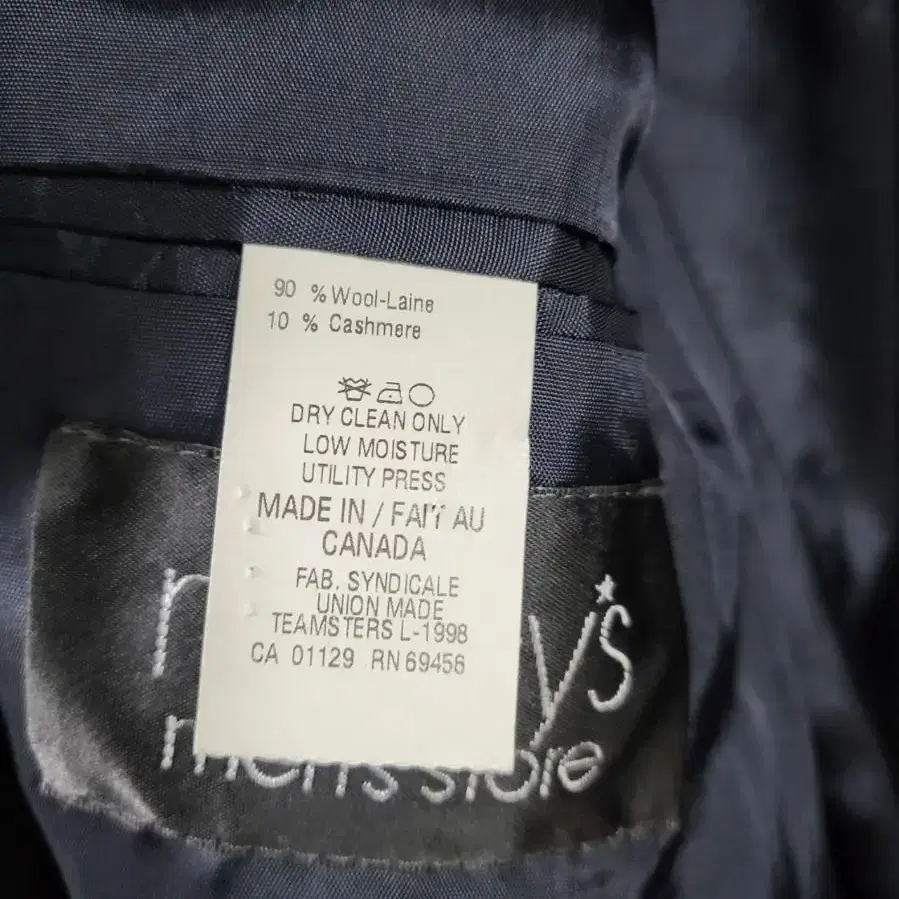 90 % Wool-Laine
10 % Cashmere
DRY CLEAN ONLY
LOW MOISTURE
UTILITY PRESS
MADE IN / FAIT AU
CANADA
FAB. SYNDICALE
UNION MADE
TEAMSTERS L-1998
CA 01129 RN 69456
men's store